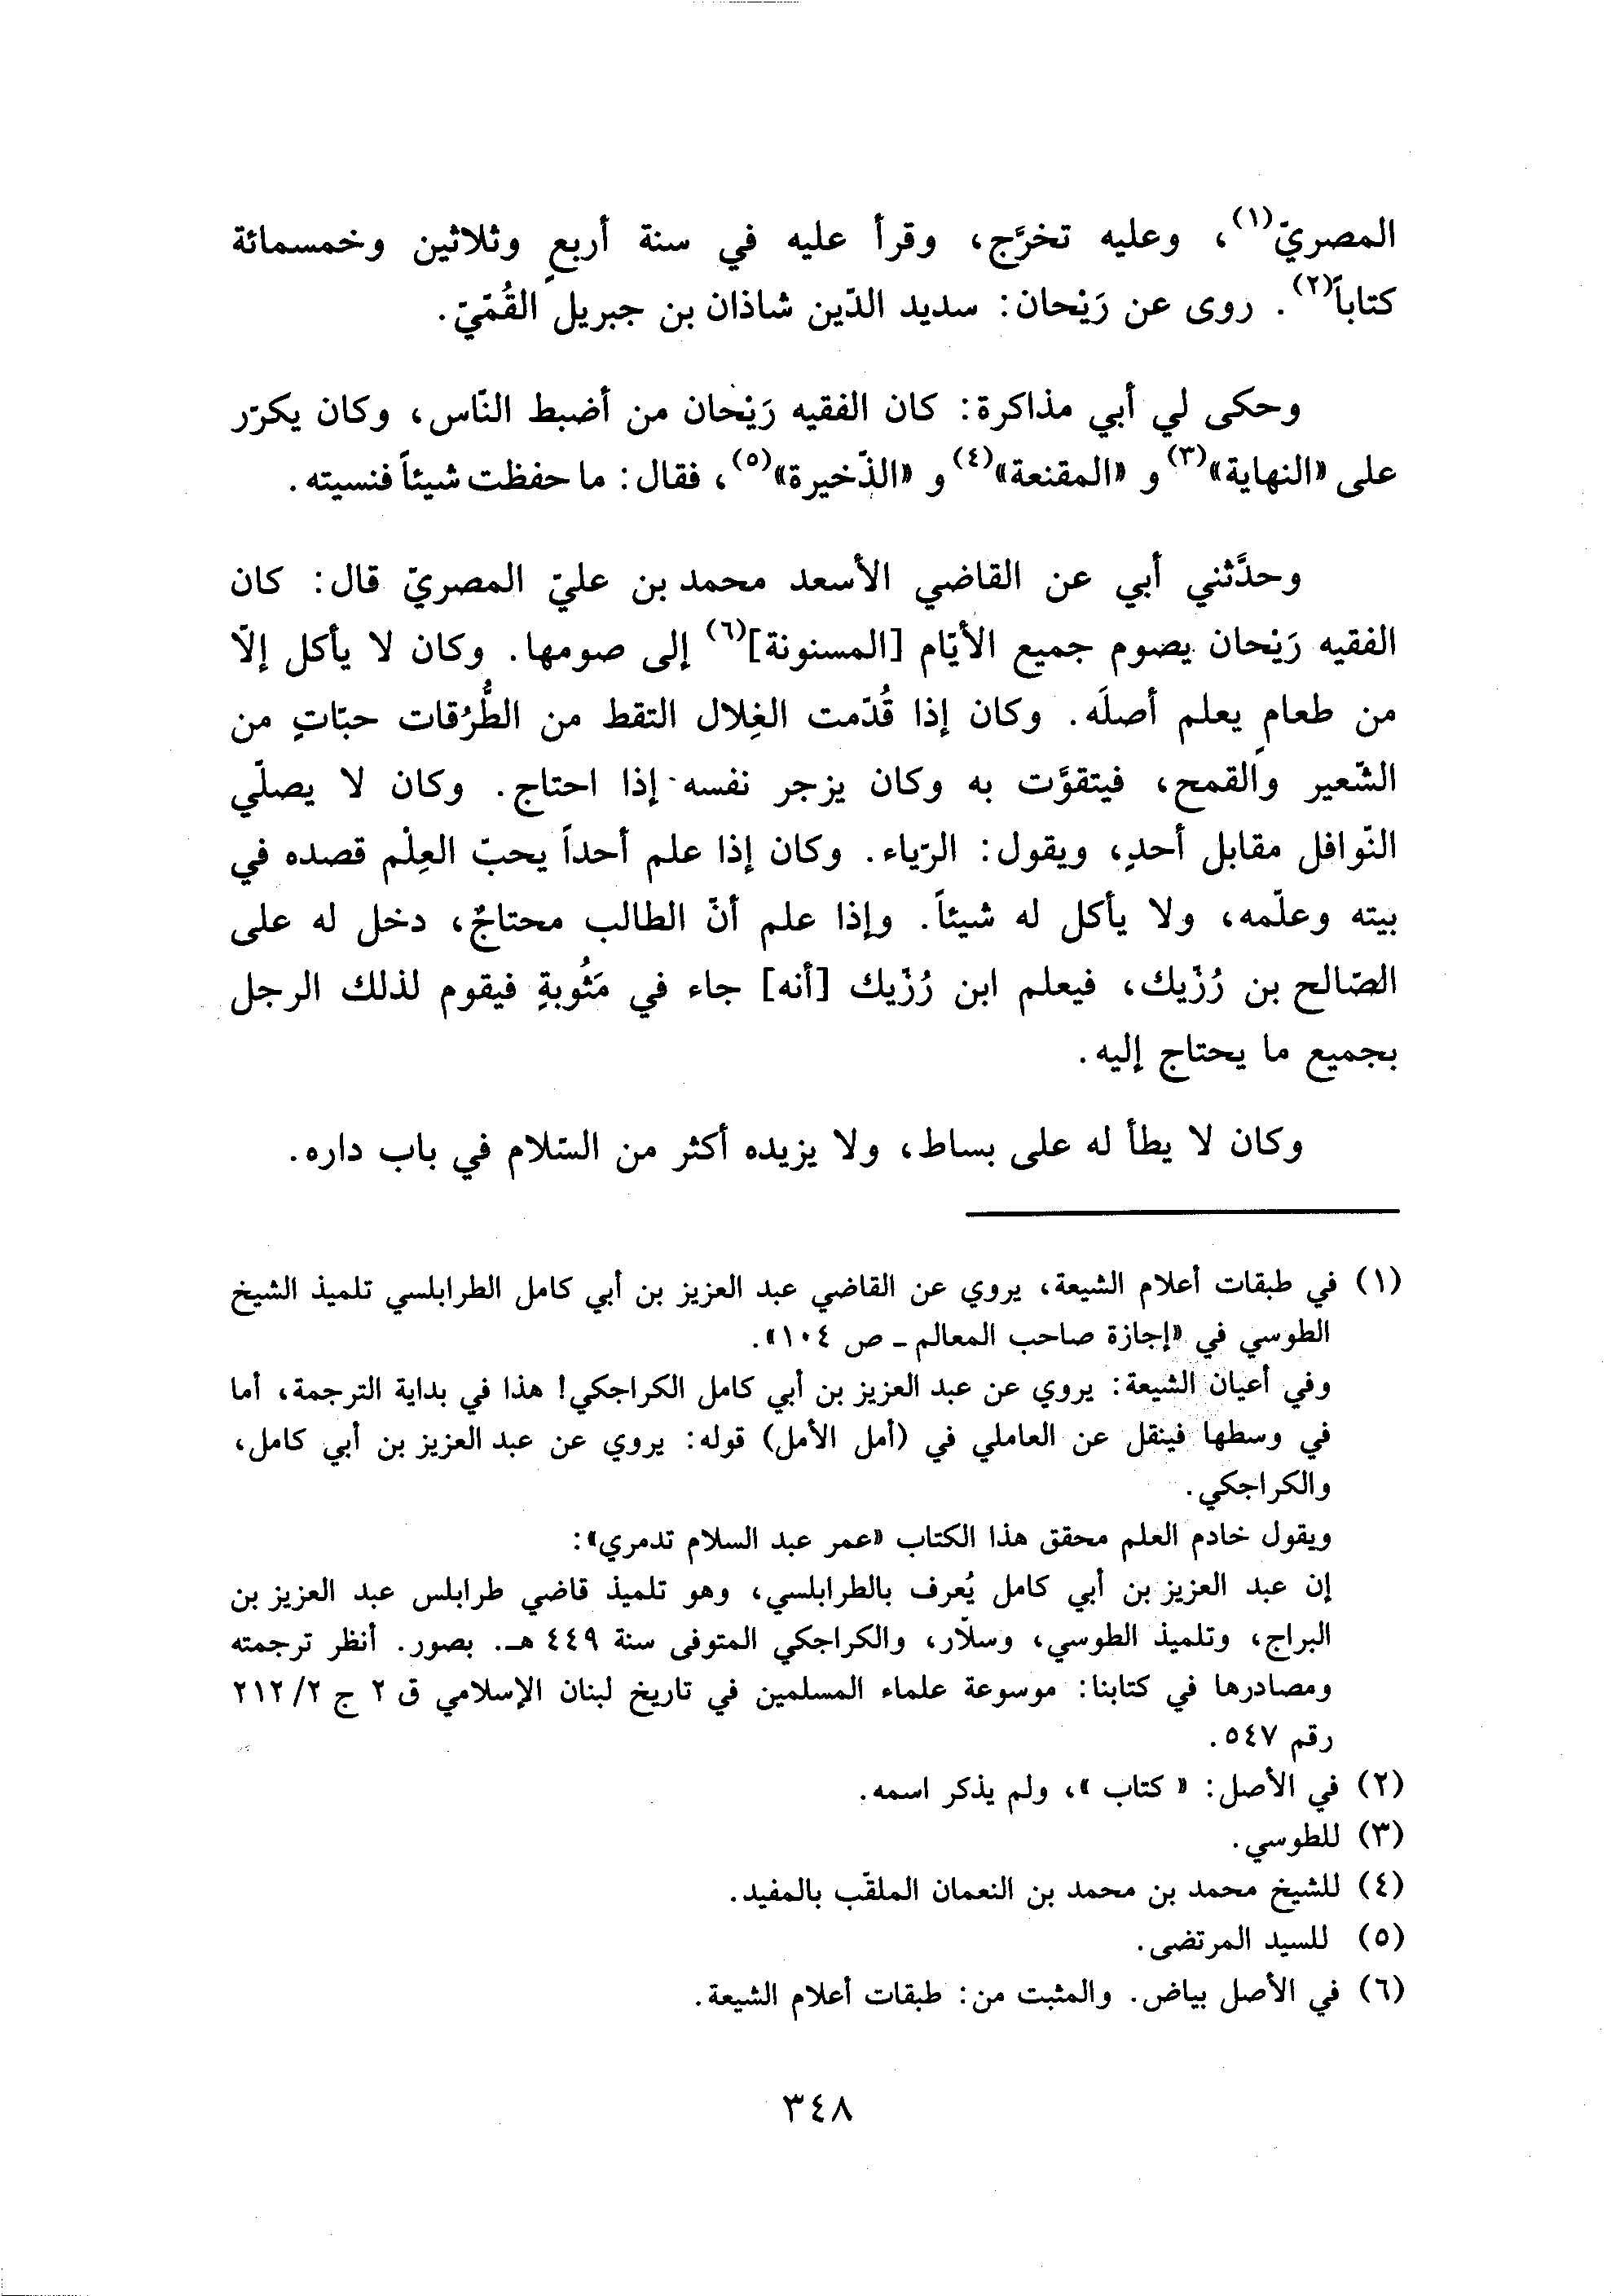 المصريّ(١)، وعليه تخرَّج، وقرأ عليه في سنة أربعٍ وثلاثين وخمسمائة
كتاباً(٢). روى عن رَيْحان: سديد الدّين شاذان بن جبريل القُمّيّ.
وحكى لي أبي مذاكرة: كان الفقيه رَيْحان من أضبط النّاس، وكان يكرّر
على «النهاية»(٣) و «المقنعة»(٤) و «الذّخيرة»(٥)، فقال: ما حفظت شيئاً فنسيته.
وحدَّثني أبي عن القاضي الأسعد محمد بن عليّ المصريّ قال: كان
الفقيه رَيْحان يصوم جميع الأيّام [المسنونة](٦) إلى صومها. وكان لا يأكل إلّا
من طعامٍ يعلم أصلَه. وكان إذا قُدّمت الغِلال التقط من الطُّرُقات حبّاتٍ من
الشّعير والقمح، فيتقوَّت به وكان يزجر نفسه إذا احتاج. وكان لا يصلّي
النّوافل مقابل أحدٍ، ويقول: الرّياء. وكان إذا علم أحداً يحبّ العِلْم قصده في
بيته وعلّمه، ولا يأكل له شيئاً. وإذا علم أنّ الطالب محتاجٌ، دخل له على
الصّالح بن رُزّيك، فيعلم ابن رُزّيك [أنه] جاء في مَثُوبةٍ فيقوم لذلك الرجل
بجميع ما يحتاج إليه.
وكان لا يطأ له على بساط، ولا يزيده أكثر من السّلام في باب داره.
(١) في طبقات أعلام الشيعة، يروي عن القاضي عبد العزيز بن أبي كامل الطرابلسي تلميذ الشيخ
الطوسي في «إجازة صاحب المعالم ـ ص ١٠٤».
وفي أعيان الشيعة: يروي عن عبد العزيز بن أبي كامل الكراجكي! هذا في بداية الترجمة، أما
في وسطها فينقل عن العاملي في (أمل الأمل) قوله: يروي عن عبد العزيز بن أبي كامل،
والكراجكي.
ويقول خادم العلم محقق هذا الكتاب «عمر عبد السلام تدمري»:
إن عبد العزيز بن أبي كامل يُعرف بالطرابلسي، وهو تلميذ قاضي طرابلس عبد العزيز بن
البراج، وتلميذ الطوسي، وسلّار، والكراجكي المتوفى سنة ٤٤٩ هـ. بصور. أنظر ترجمته
ومصادرها في كتابنا: موسوعة علماء المسلمين في تاريخ لبنان الإسلامي ق ٢ ج ٢/ ٢١٢
رقم ٥٤٧.
(٢) في الأصل: « كتاب »، ولم يذكر اسمه.
(٣) للطوسي.
(٤) للشيخ محمد بن محمد بن النعمان الملقّب بالمفيد.
(٥) للسيد المرتضى.
(٦) في الأصل بياض. والمثبت من: طبقات أعلام الشيعة.
٣٤٨